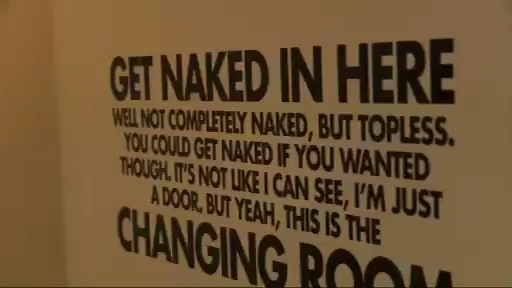 GET NAKED IN HERE
WELL NOT COMPLETELY NAKED, BUT TOPLESS.
YOU COULD GET NAKED IF YOU WANTED
THOUGH. IT'S NOT LIKE I CAN SEE, I'M JUST
A DOOR. BUT YEAH, THIS IS THE
CHANGING ROOM